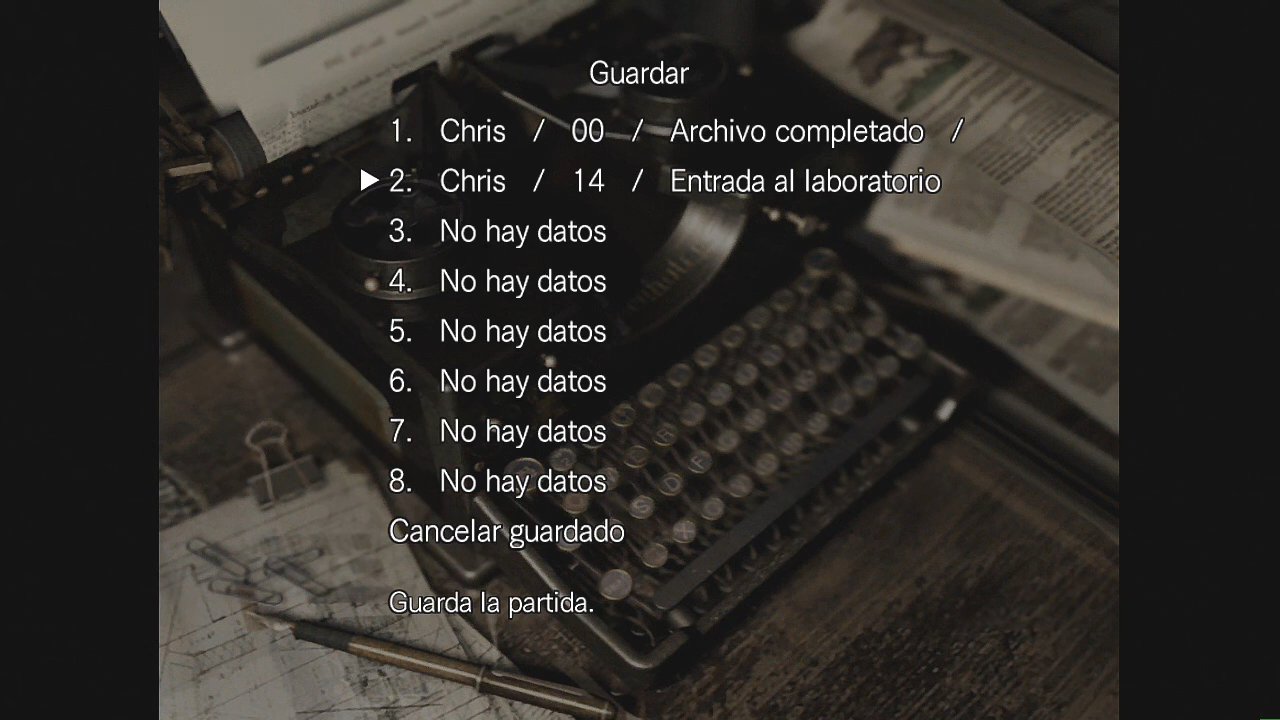 Guardar
1. Chris / 00 / Archivo completado /
2. Chris / 14 / Entrada al laboratorio
3. No hay datos
4. No hay datos
5. No hay datos
6. No hay datos
7. No hay datos
8. No hay datos
Cancelar guardado
Guarda la partida.